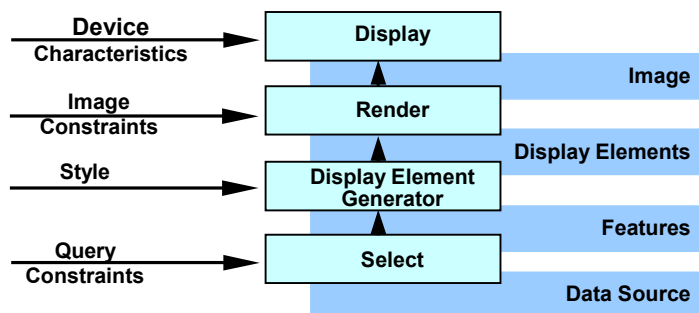 Device
Characteristics
Display
Image
Image
Constraints
Render
Display Elements
Style
Display Element
Generator
Features
Query
Constraints
Select
Data Source